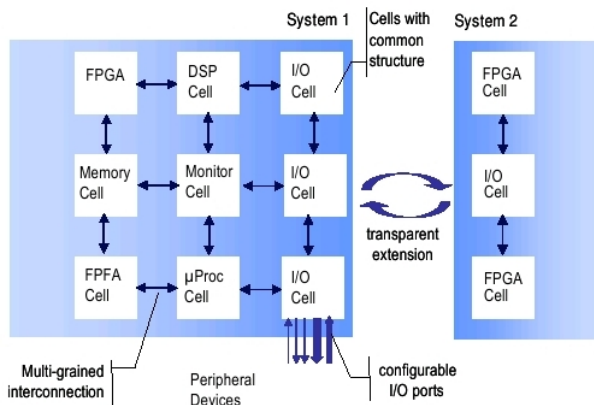 System 1
Cells with
common
structure
System 2
FPGA
DSP
Cell
I/O
Cell
FPGA
Cell
Memory
Cell
Monitor
Cell
I/O
Cell
I/O
Cell
transparent
extension
FPFA
Cell
µProc
Cell
I/O
Cell
FPGA
Cell
Multi-grained
interconnection
Peripheral
Devices
configurable
I/O ports